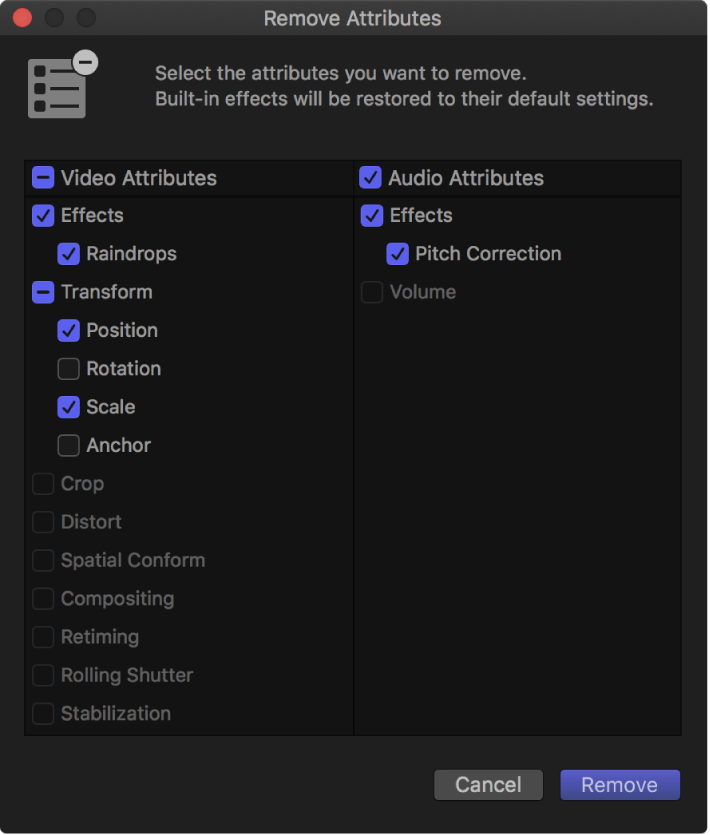 Remove Attributes
Select the attributes you want to remove.
Built-in effects will be restored to their default settings.
Video Attributes
Effects
Raindrops
Transform
Position
Rotation
Scale
Anchor
Crop
Distort
Spatial Conform
Compositing
Retiming
Rolling Shutter
Stabilization
Audio Attributes
Effects
Pitch Correction
Volume
Cancel
Remove